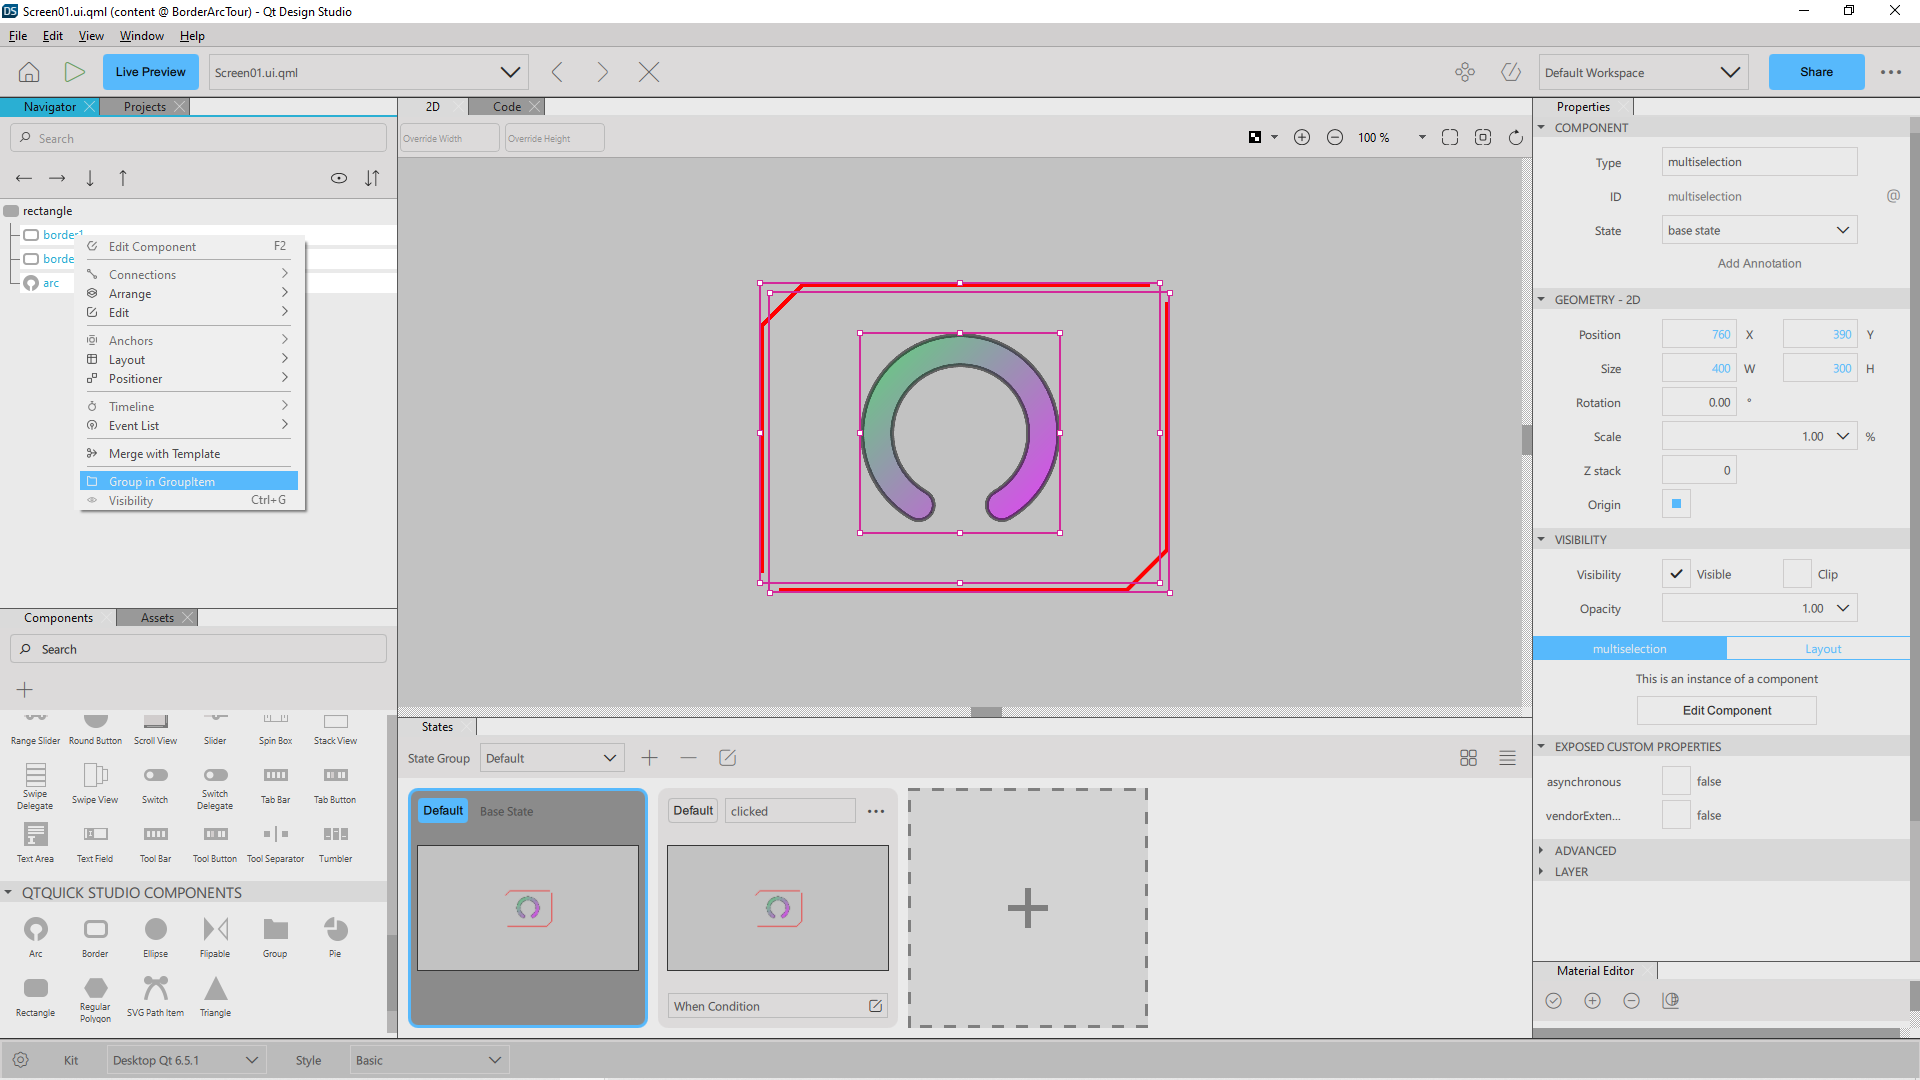 Screen01.ui.qml (content @ BorderArcTour) - Qt Design Studio
File Edit View Window Help
Live Preview Screen01.ui.qml Default Workspace Share
Navigator Projects 2D Code Properties
Search Override Width Override Height 100 %
COMPONENT
Type multiselection
ID multiselection @
State base state
Add Annotation
rectangle
border1
borde
arc
Edit Component F2
Connections
Arrange
Edit
Anchors
Layout
Positioner
Timeline
Event List
Merge with Template
Group in GroupItem
Visibility Ctrl+G
GEOMETRY - 2D
Position 760 X 390 Y
Size 400 W 300 H
Rotation 0.00 °
Scale 1.00 %
Z stack 0
Origin
VISIBILITY
Visibility Visible Clip
Opacity 1.00
multiselection Layout
This is an instance of a component
Edit Component
EXPOSED CUSTOM PROPERTIES
asynchronous false
vendorExten... false
ADVANCED
LAYER
Components Assets
Search
Range Slider Round Button Scroll View Slider Spin Box Stack View
Swipe Delegate Swipe View Switch Switch Delegate Tab Bar Tab Button
Text Area Text Field Tool Bar Tool Button Tool Separator Tumbler
QTQUICK STUDIO COMPONENTS
Arc Border Ellipse Flipable Group Pie
Rectangle Regular Polygon SVG Path Item Triangle
States
State Group Default
Default Base State
Default clicked
When Condition
Material Editor
Kit Desktop Qt 6.5.1 Style Basic